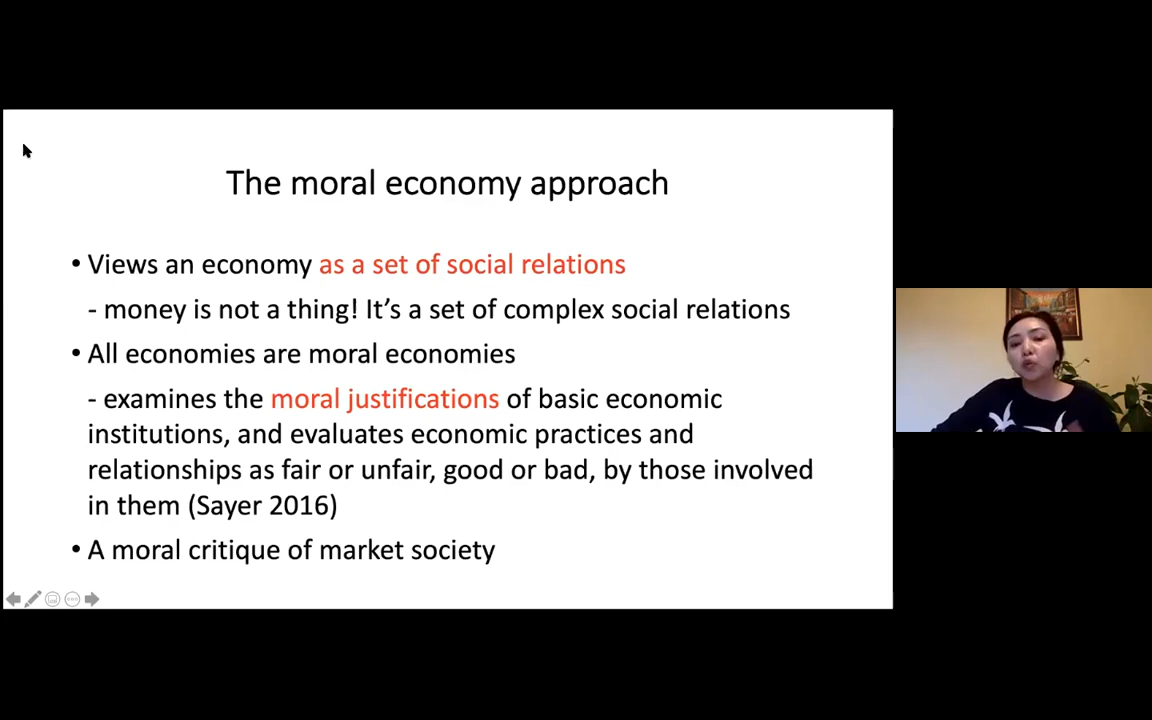 The moral economy approach
• Views an economy as a set of social relations
- money is not a thing! It's a set of complex social relations
• All economies are moral economies
- examines the moral justifications of basic economic
institutions, and evaluates economic practices and
relationships as fair or unfair, good or bad, by those involved
in them (Sayer 2016)
• A moral critique of market society